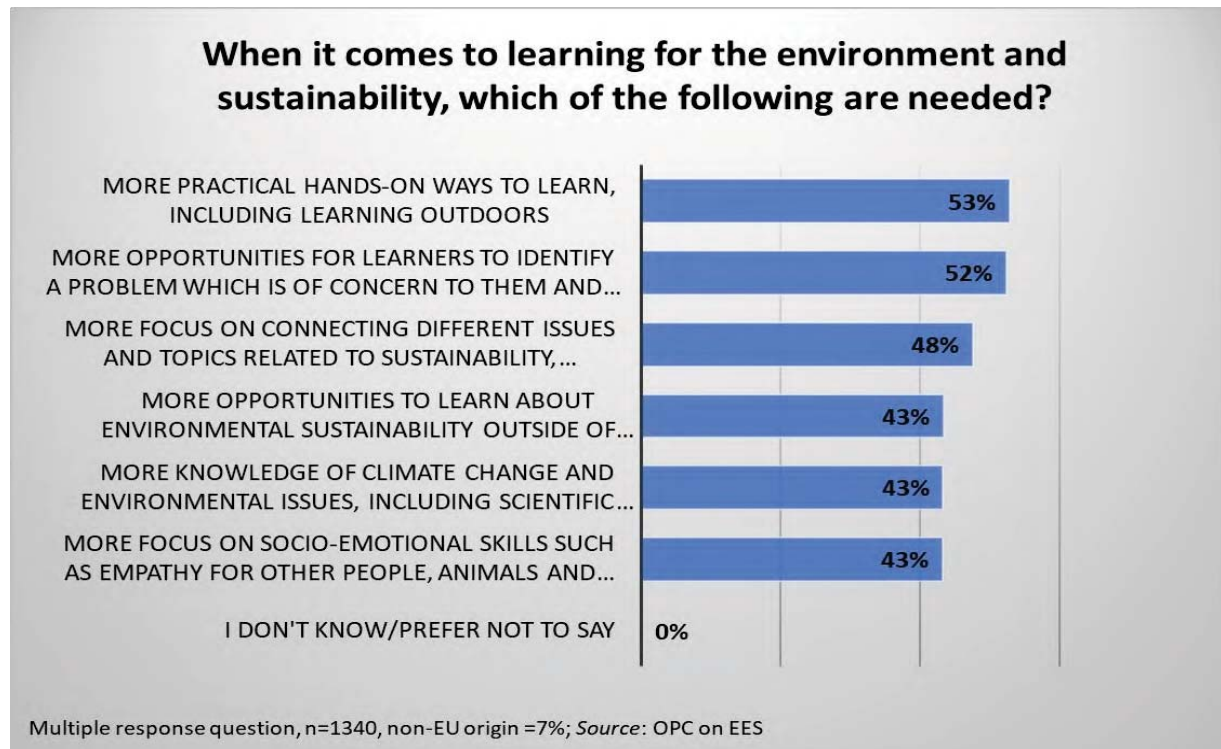 When it comes to learning for the environment and
sustainability, which of the following are needed?
MORE PRACTICAL HANDS-ON WAYS TO LEARN,
INCLUDING LEARNING OUTDOORS
53%
MORE OPPORTUNITIES FOR LEARNERS TO IDENTIFY
A PROBLEM WHICH IS OF CONCERN TO THEM AND...
52%
MORE FOCUS ON CONNECTING DIFFERENT ISSUES
AND TOPICS RELATED TO SUSTAINABILITY,...
48%
MORE OPPORTUNITIES TO LEARN ABOUT
ENVIRONMENTAL SUSTAINABILITY OUTSIDE OF...
43%
MORE KNOWLEDGE OF CLIMATE CHANGE AND
ENVIRONMENTAL ISSUES, INCLUDING SCIENTIFIC...
43%
MORE FOCUS ON SOCIO-EMOTIONAL SKILLS SUCH
AS EMPATHY FOR OTHER PEOPLE, ANIMALS AND...
43%
I DON'T KNOW/PREFER NOT TO SAY
0%
Multiple response question, n=1340, non-EU origin =7%; Source: OPC on EES